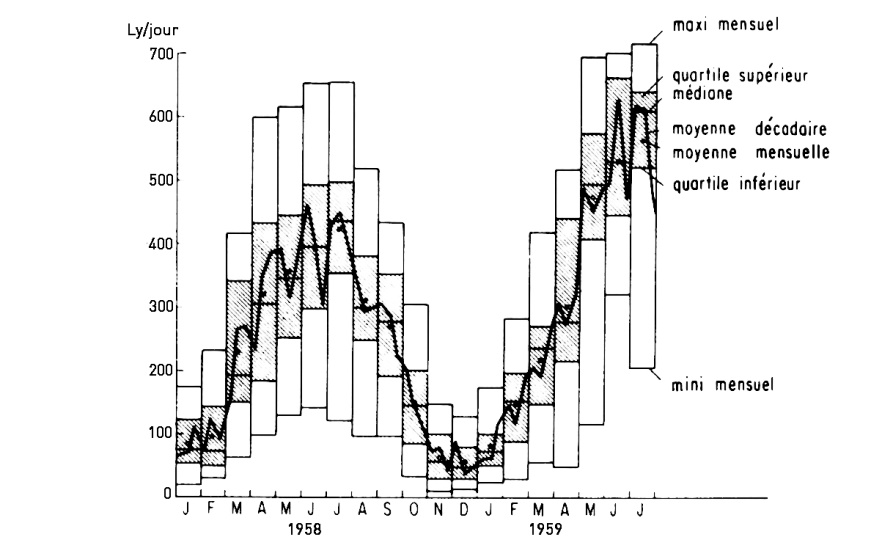 Ly/jour
700
600
500
400
300
200
100
0
maxi mensuel
quartile supérieur
médiane
moyenne décadaire
moyenne mensuelle
quartile inférieur
mini mensuel
J F M A M J J A S O N D J F M A M J J
1958 1959